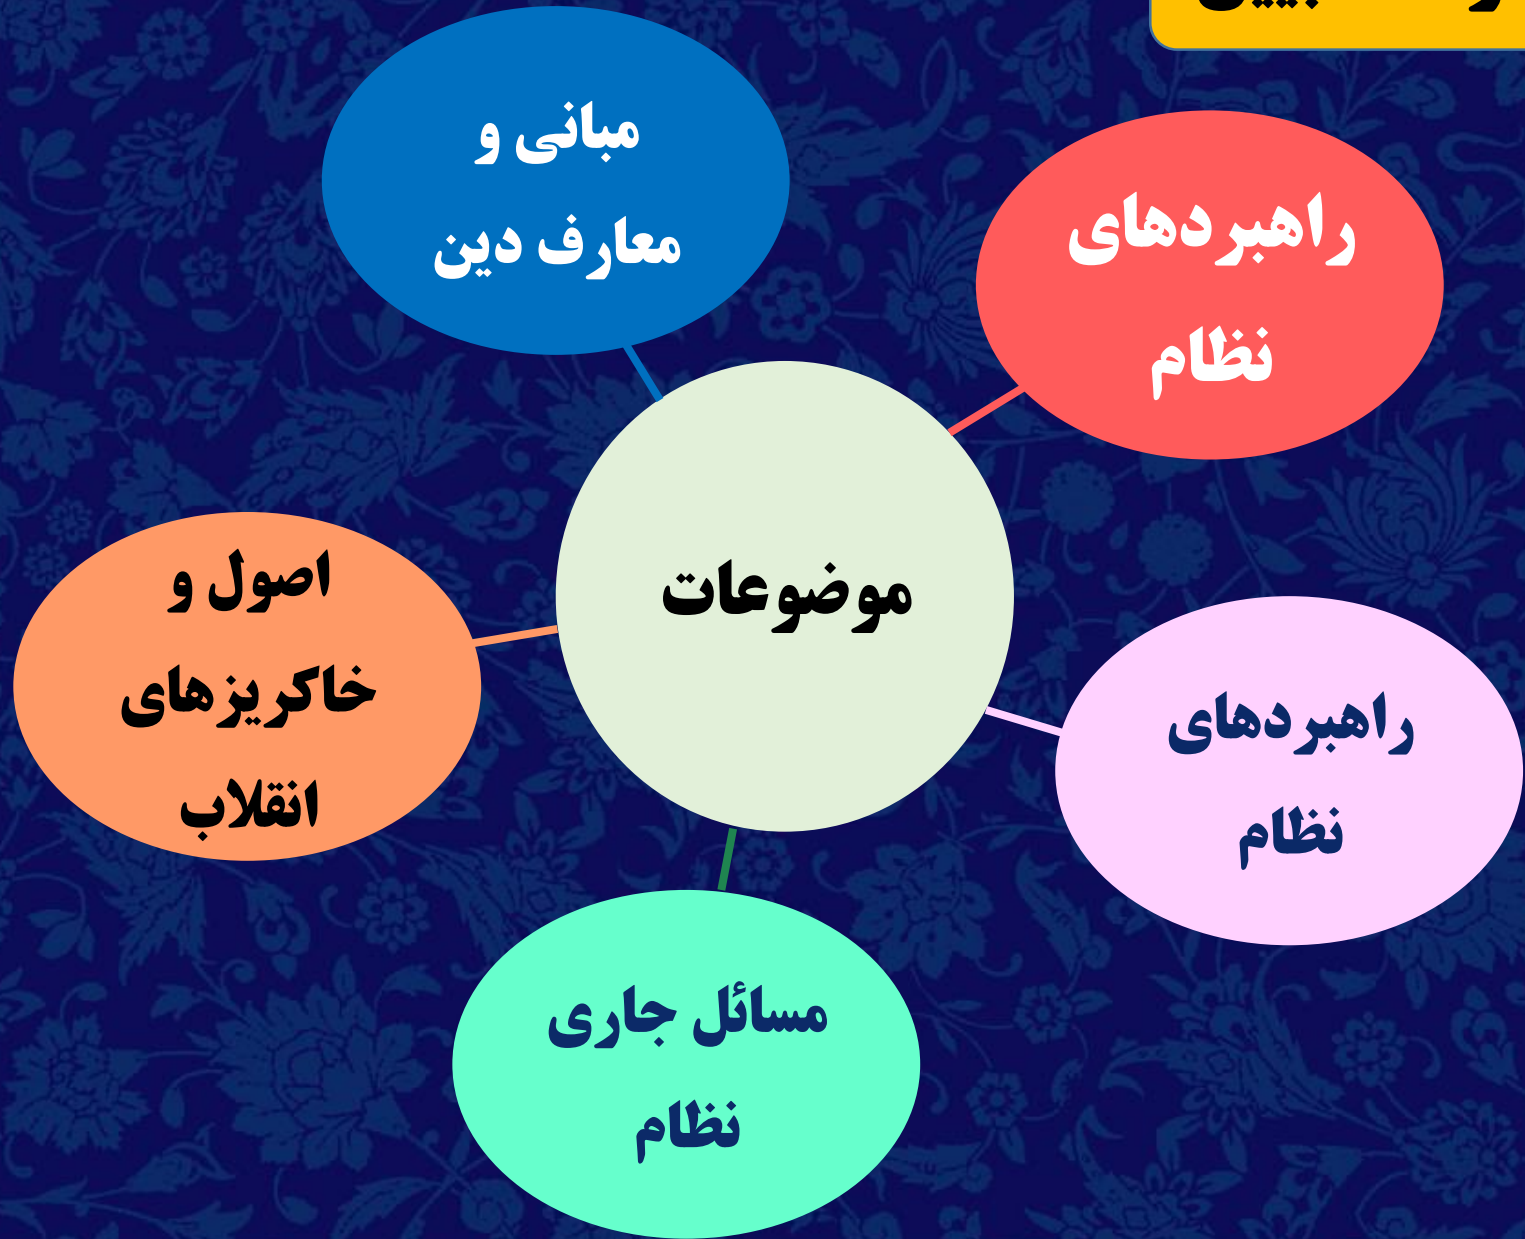 مبانی و
معارف دین
راهبردهای
نظام
موضوعات
اصول و
خاکریزهای
انقلاب
راهبردهای
نظام
مسائل جاری
نظام